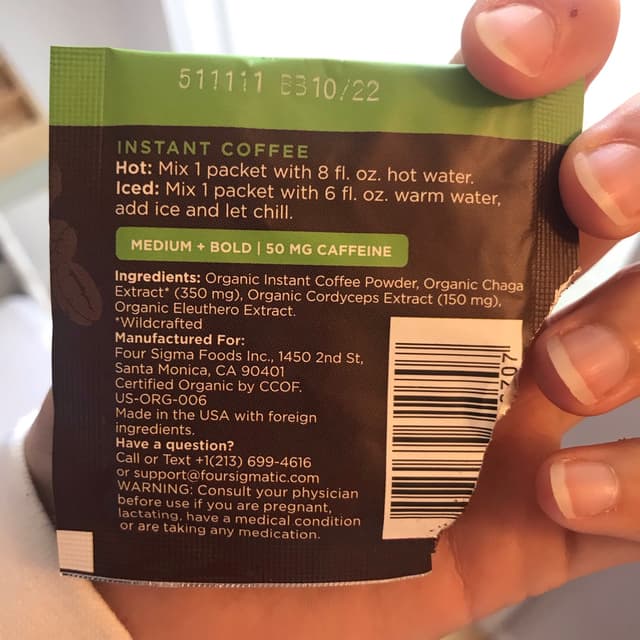 511111 BB10/22
INSTANT COFFEE
Hot: Mix 1 packet with 8 fl. oz. hot water.
Iced: Mix 1 packet with 6 fl. oz. warm water,
add ice and let chill.
MEDIUM + BOLD | 50 MG CAFFEINE
Ingredients: Organic Instant Coffee Powder, Organic Chaga
Extract* (350 mg), Organic Cordyceps Extract (150 mg),
Organic Eleuthero Extract.
*Wildcrafted
Manufactured For:
Four Sigma Foods Inc., 1450 2nd St,
Santa Monica, CA 90401
Certified Organic by CCOF.
US-ORG-006
Made in the USA with foreign
ingredients.
Have a question?
Call or Text +1(213) 699-4616
or support@foursigmatic.com
WARNING: Consult your physician
before use if you are pregnant,
lactating, have a medical condition
or are taking any medication.